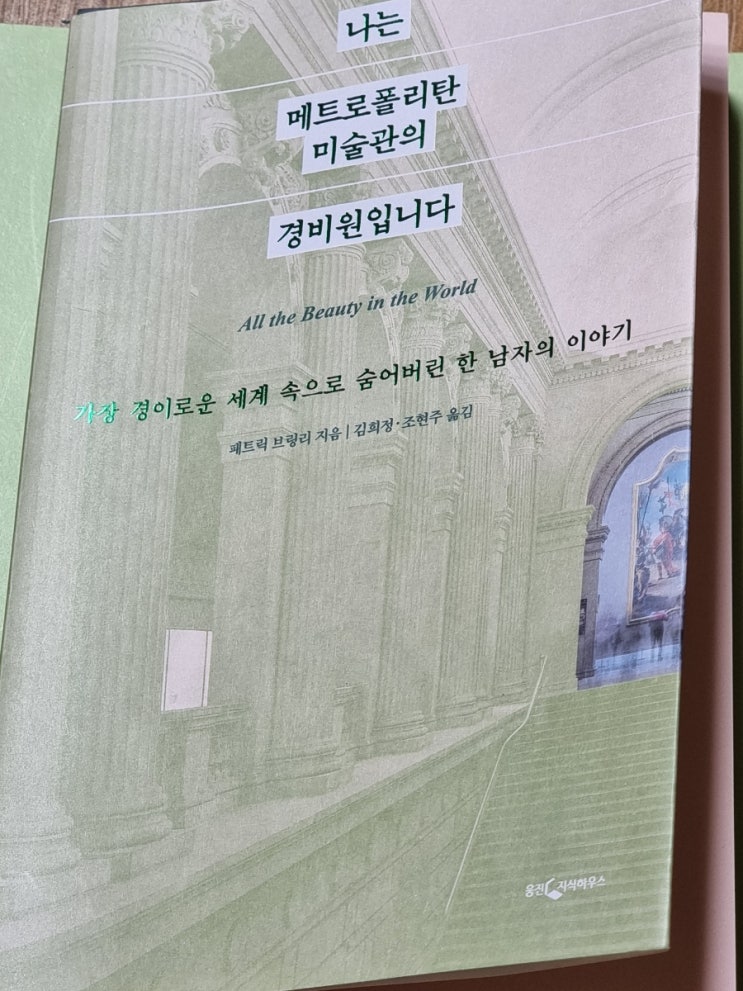 나는
메트로폴리탄
미술관의
경비원입니다
All the Beauty in the World
가장 경이로운 세계 속으로 숨어버린 한 남자의 이야기
패트릭 브링리 지음 | 김희정·조현주 옮김
웅진 지식하우스